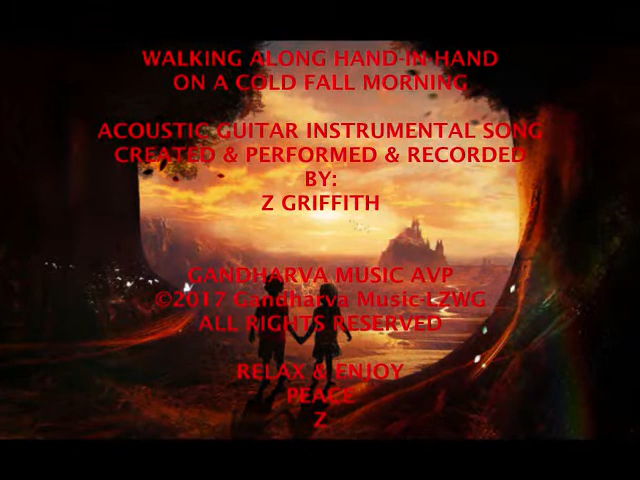 WALKING ALONG HAND-IN-HAND
ON A COLD FALL MORNING
ACOUSTIC GUITAR INSTRUMENTAL SONG
CREATED & PERFORMED & RECORDED
BY:
Z GRIFFITH
GANDHARVA MUSIC AVP
©2017 Gandharva Music-LZWG
ALL RIGHTS RESERVED
RELAX & ENJOY
PEACE
Z